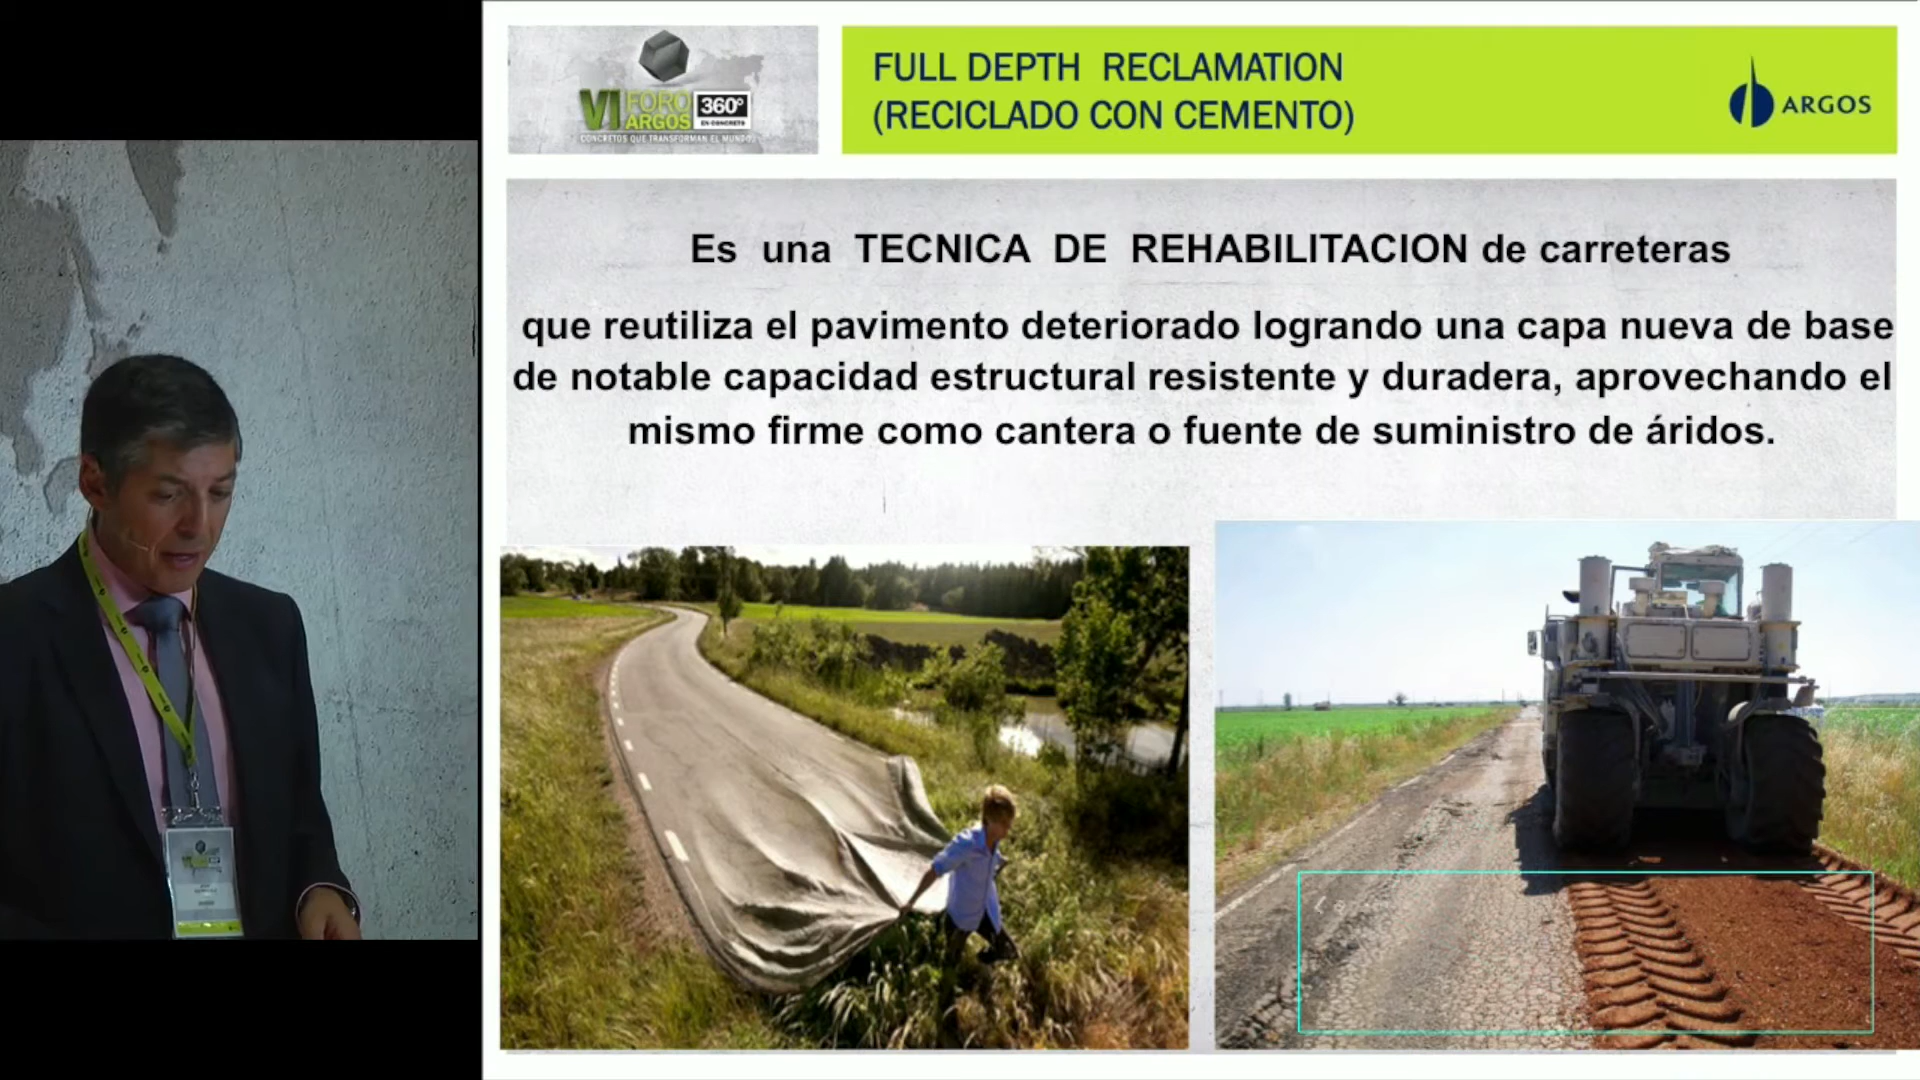 VI FORO ARGOS 360°
EN CONCRETO
CONCRETOS QUE TRANSFORMAN EL MUNDO
FULL DEPTH RECLAMATION
(RECICLADO CON CEMENTO)
ARGOS
Es una TECNICA DE REHABILITACION de carreteras
que reutiliza el pavimento deteriorado logrando una capa nueva de base
de notable capacidad estructural resistente y duradera, aprovechando el
mismo firme como cantera o fuente de suministro de áridos.